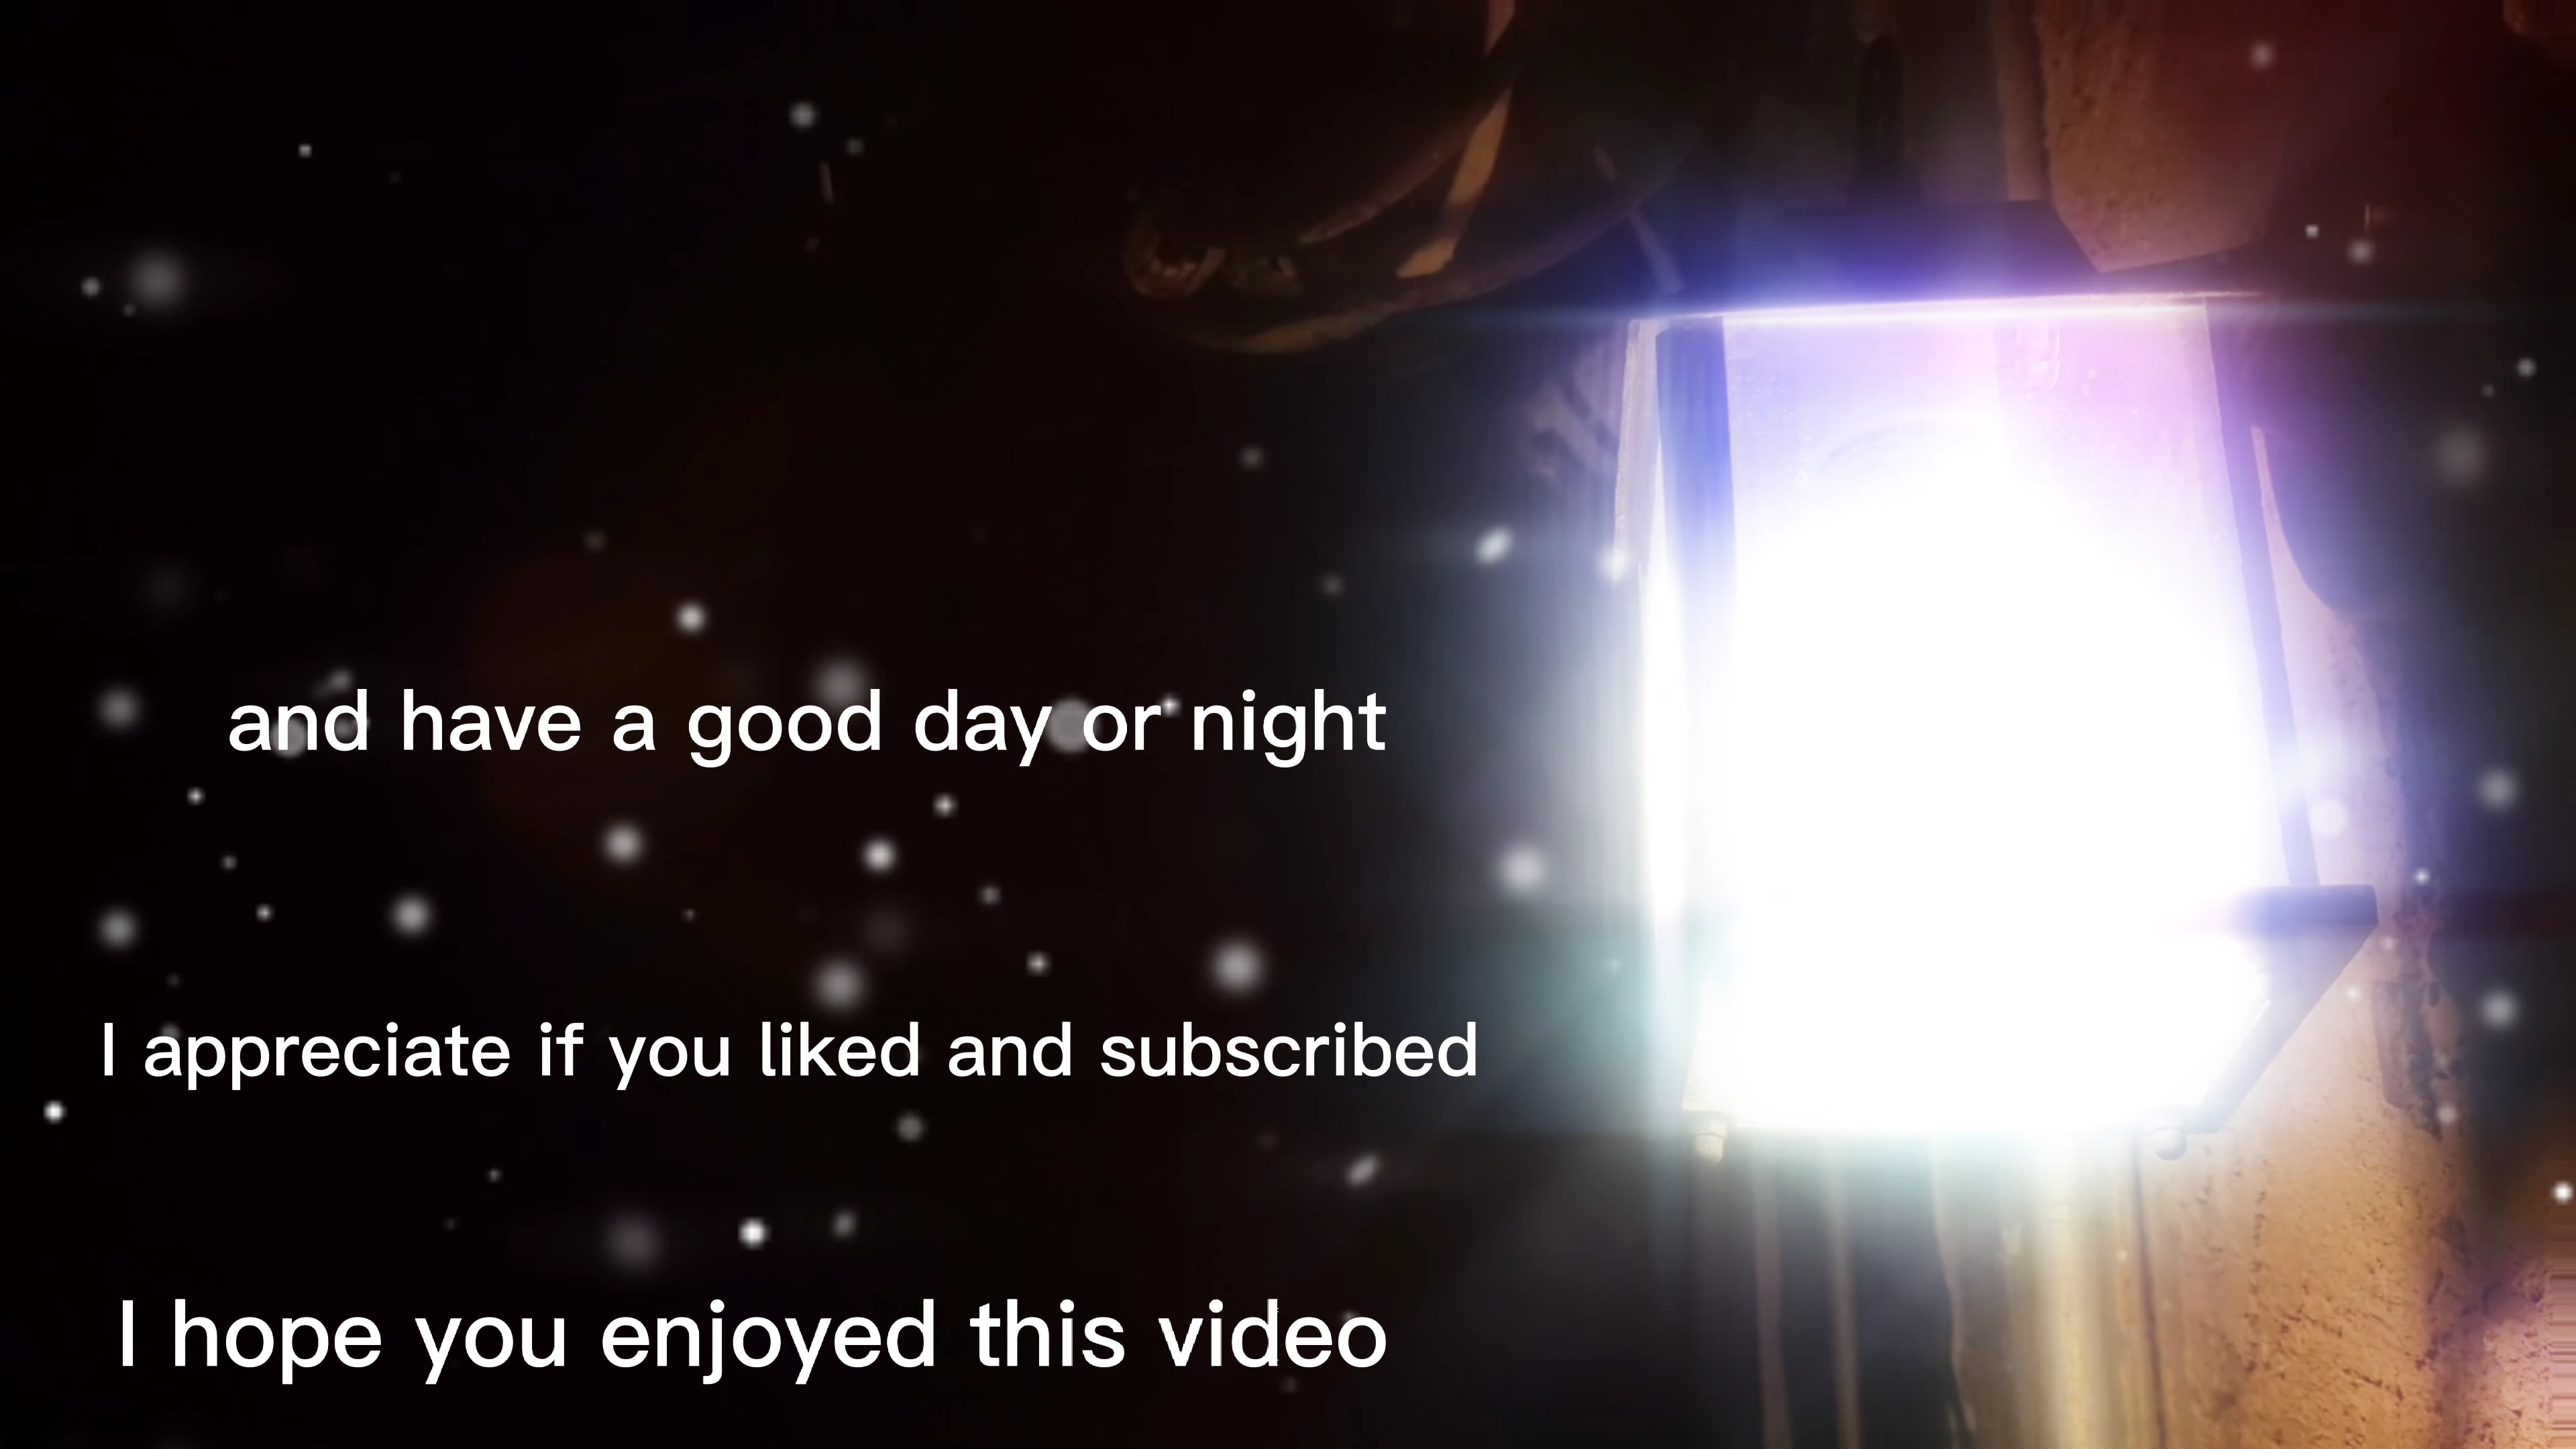 and have a good day or night
I appreciate if you liked and subscribed
I hope you enjoyed this video